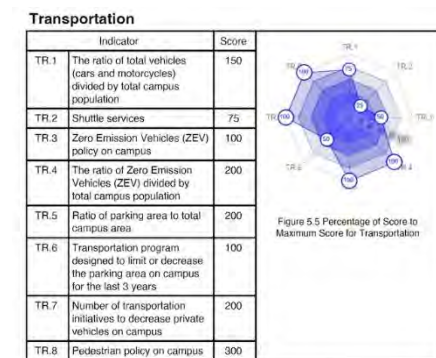 Transportation
Indicator Score
TR.1 The ratio of total vehicles 150
(cars and motorcycles)
divided by total campus
population
TR.2 Shuttle services 75
TR.3 Zero Emission Vehicles (ZEV) 100
policy on campus
TR.4 The ratio of Zero Emission 200
Vehicles (ZEV) divided by
total campus population
TR.5 Ratio of parking area to total 200
campus area
TR.6 Transportation program 100
designed to limit or decrease
the parking area on campus
for the last 3 years
TR.7 Number of transportation 200
initiatives to decrease private
vehicles on campus
TR.8 Pedestrian policy on campus 300
TR.1
TR.2
100
75
25
100
50
TR.3
50
100
TR.6
100
Figure 5.5 Percentage of Score to
Maximum Score for Transportation